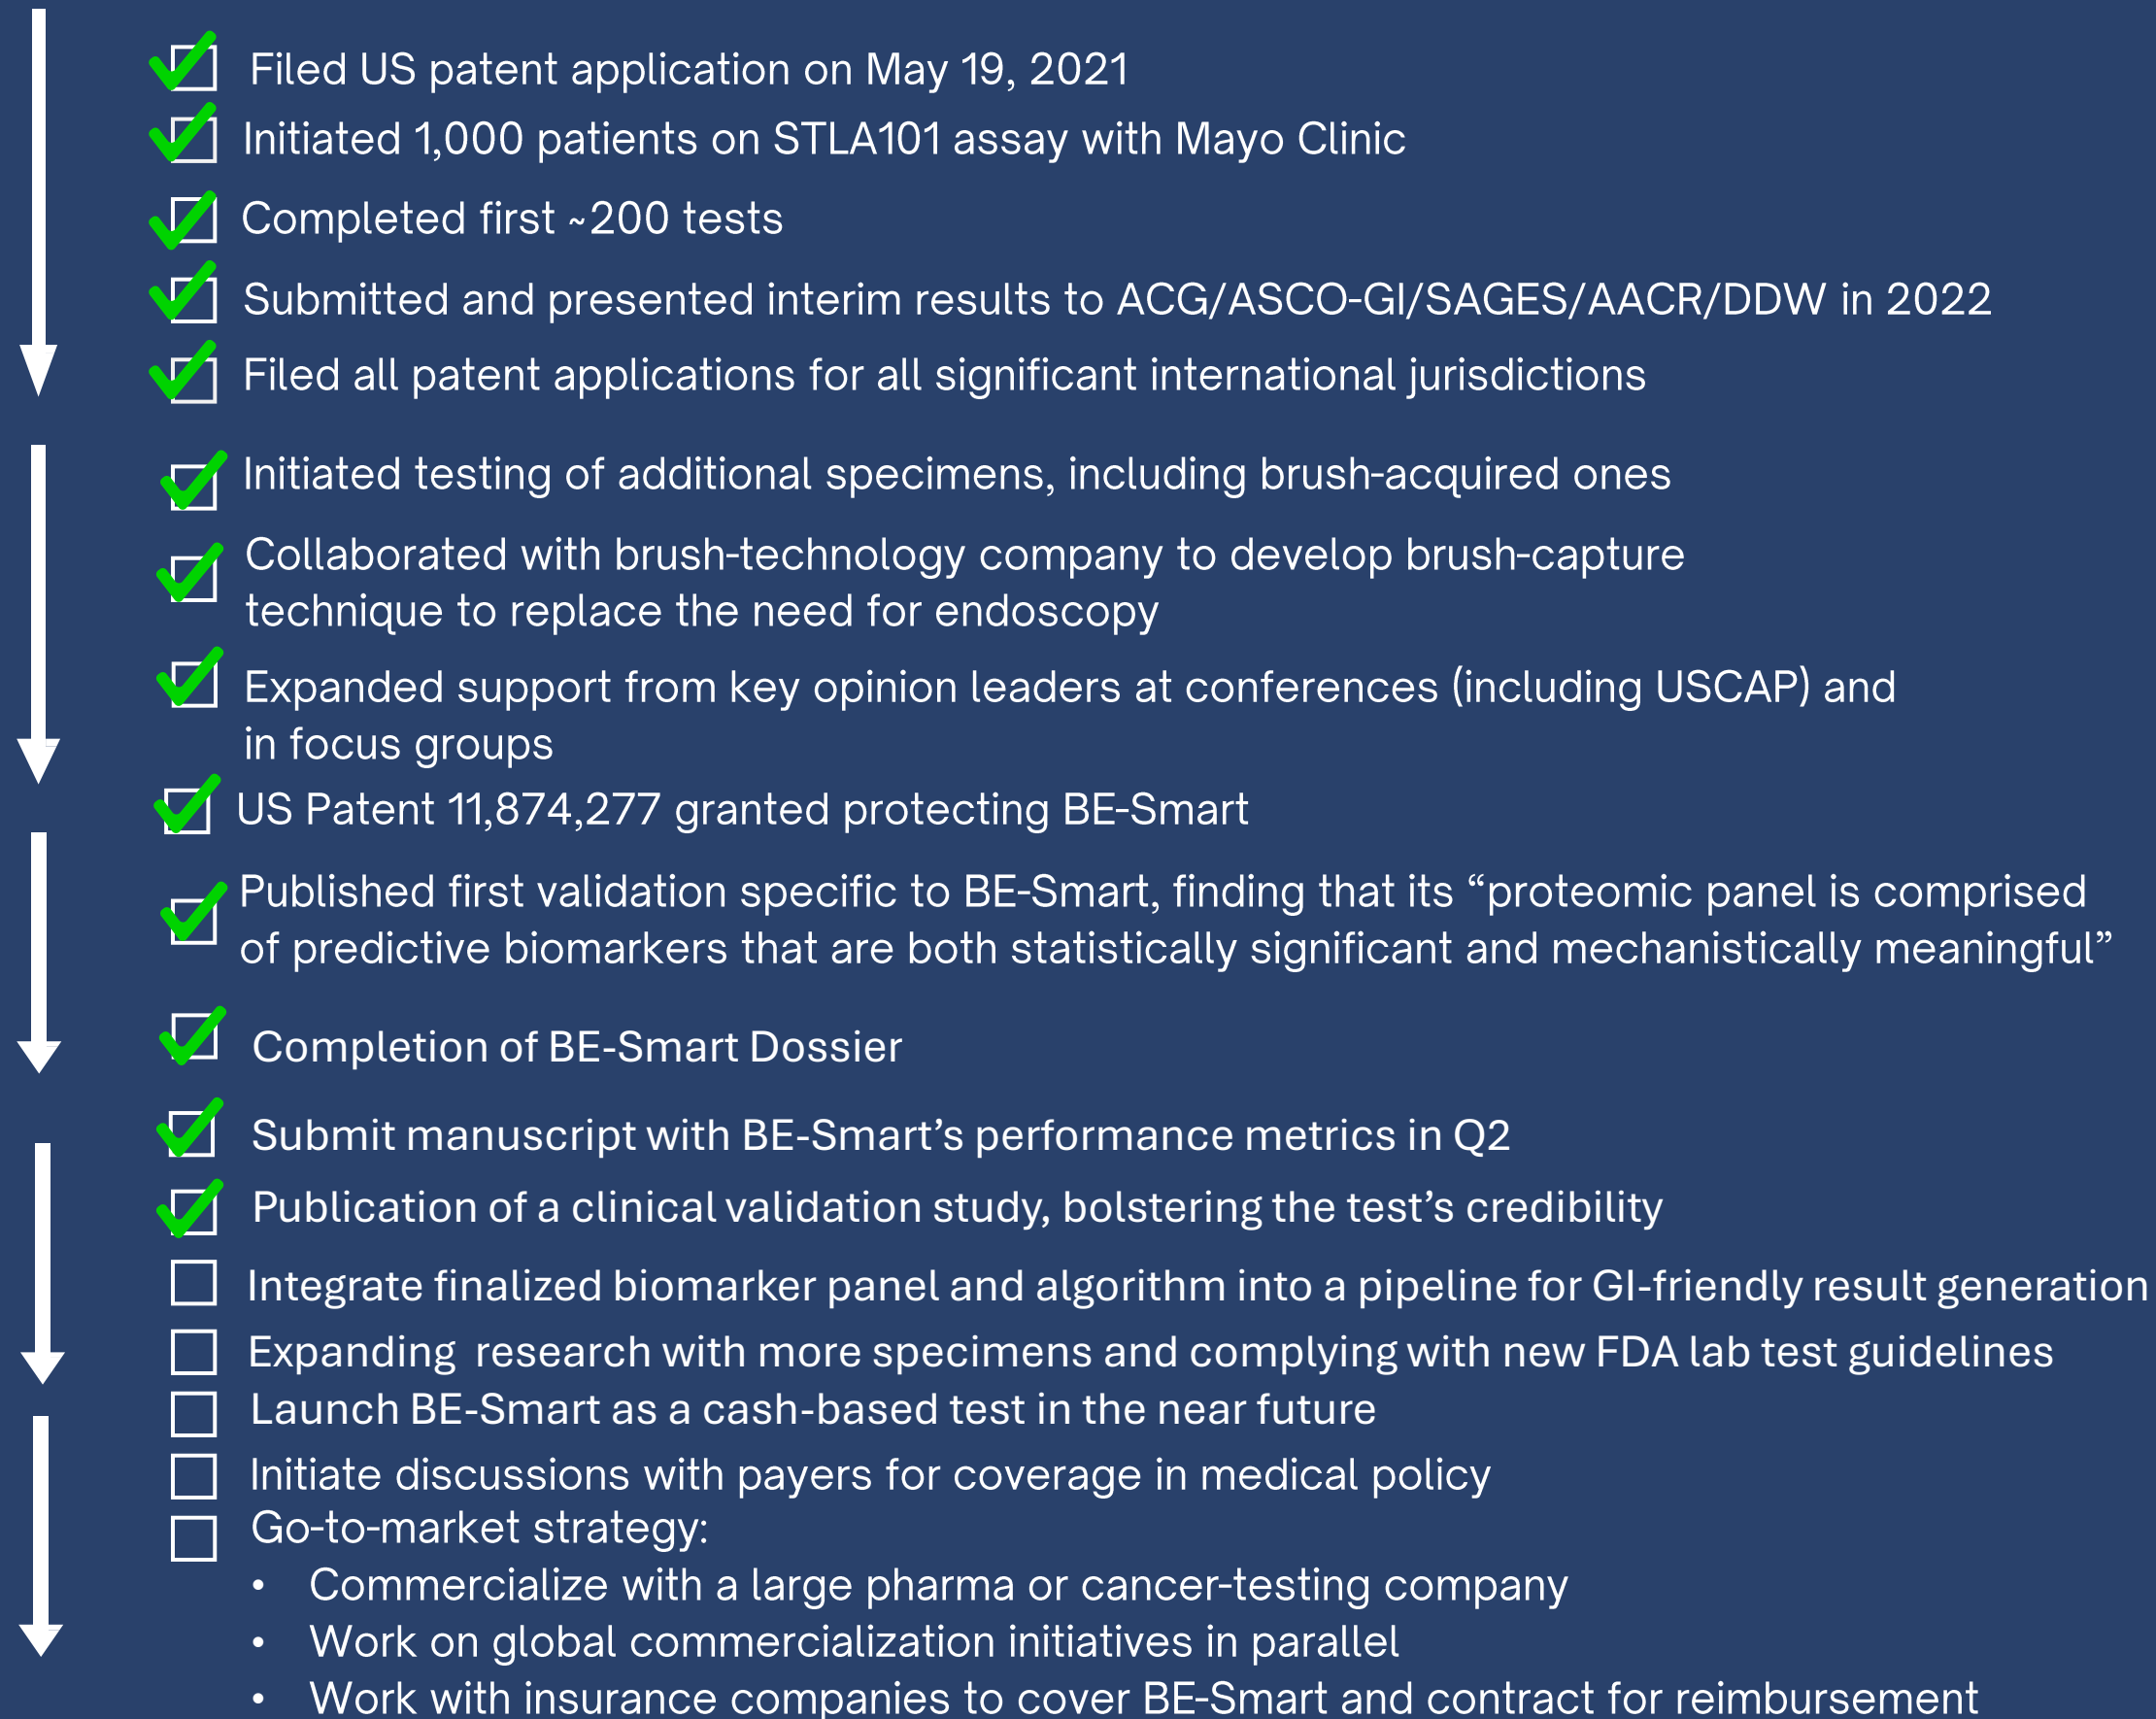 Filed US patent application on May 19, 2021
Initiated 1,000 patients on STLA101 assay with Mayo Clinic
Completed first ~200 tests
Submitted and presented interim results to ACG/ASCO-GI/SAGES/AACR/DDW in 2022
Filed all patent applications for all significant international jurisdictions
Initiated testing of additional specimens, including brush-acquired ones
Collaborated with brush-technology company to develop brush-capture
technique to replace the need for endoscopy
Expanded support from key opinion leaders at conferences (including USCAP) and
in focus groups
US Patent 11,874,277 granted protecting BE-Smart
Published first validation specific to BE-Smart, finding that its “proteomic panel is comprised
of predictive biomarkers that are both statistically significant and mechanistically meaningful”
Completion of BE-Smart Dossier
Submit manuscript with BE-Smart’s performance metrics in Q2
Publication of a clinical validation study, bolstering the test’s credibility
Integrate finalized biomarker panel and algorithm into a pipeline for GI-friendly result generation
Expanding research with more specimens and complying with new FDA lab test guidelines
Launch BE-Smart as a cash-based test in the near future
Initiate discussions with payers for coverage in medical policy
Go-to-market strategy:
• Commercialize with a large pharma or cancer-testing company
• Work on global commercialization initiatives in parallel
• Work with insurance companies to cover BE-Smart and contract for reimbursement